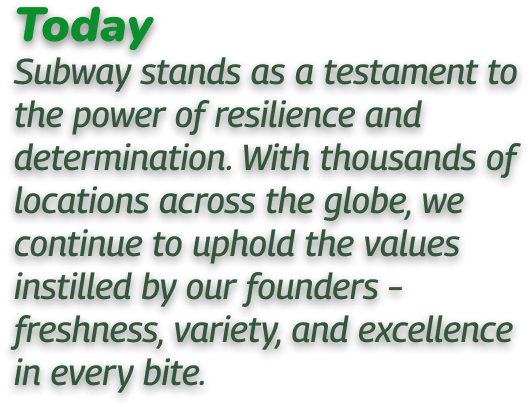 Today
Subway stands as a testament to
the power of resilience and
determination. With thousands of
locations across the globe, we
continue to uphold the values
instilled by our founders -
freshness, variety, and excellence
in every bite.